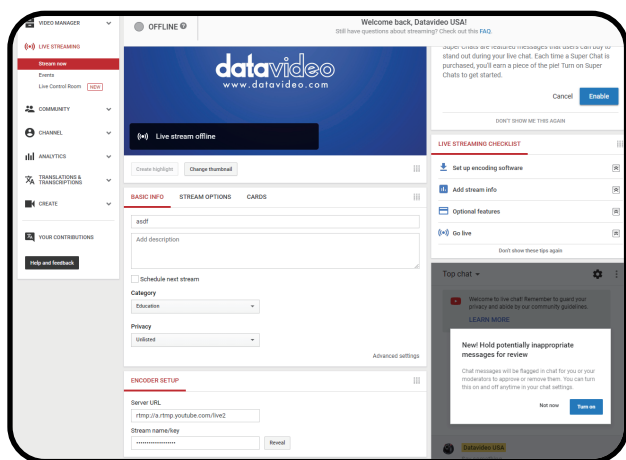 VIDEO MANAGER
LIVE STREAMING
Stream now
Events
Live Control Room NEW
COMMUNITY
CHANNEL
ANALYTICS
TRANSLATIONS &
TRANSCRIPTIONS
CREATE
YOUR CONTRIBUTIONS
Help and feedback
OFFLINE
Welcome back, Datavideo USA!
Still have questions about streaming? Check out this FAQ.
datavideo
www.datavideo.com
Live stream offline
Create highlight
Change thumbnail
BASIC INFO STREAM OPTIONS CARDS
asdf
Add description
Schedule next stream
Category
Education
Privacy
Unlisted
Advanced settings
ENCODER SETUP
Server URL
rtmp://a.rtmp.youtube.com/live2
Stream name/key
Reveal
Super Chats are featured messages that users can buy to
stand out during your live chat. Each time a Super Chat is
purchased, you'll earn a piece of the pie! Turn on Super
Chats to get started.
Cancel Enable
DON'T SHOW ME THIS AGAIN
LIVE STREAMING CHECKLIST
Set up encoding software
Add stream info
Optional features
Go live
Don't show these tips again
Top chat
Welcome to live chat! Remember to guard your
privacy and abide by our community guidelines.
LEARN MORE
New! Hold potentially inappropriate
messages for review
Chat messages will be flagged in chat for you or your
moderators to approve or remove them. You can turn
this on and off anytime in your chat settings.
Not now Turn on
Datavideo USA